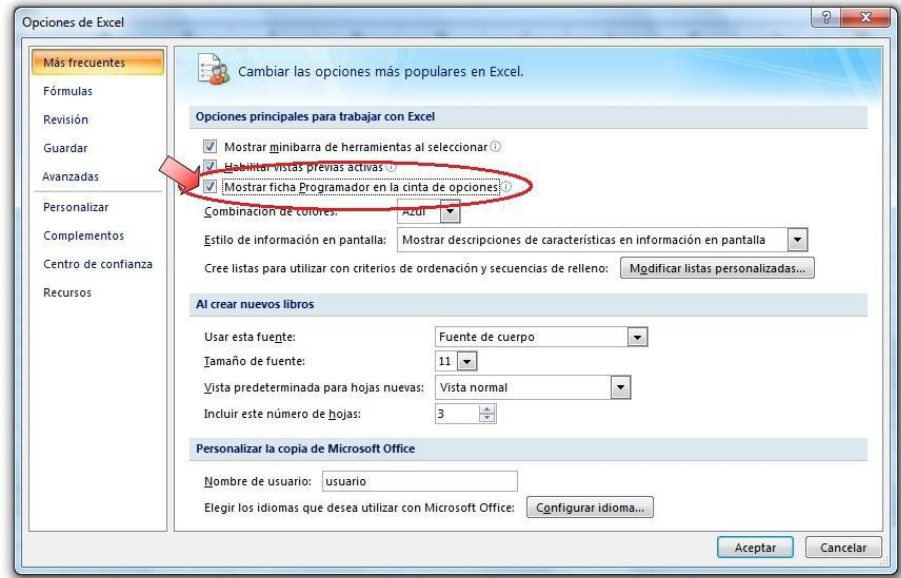 Opciones de Excel
Más frecuentes
Fórmulas
Revisión
Guardar
Avanzadas
Personalizar
Complementos
Centro de confianza
Recursos
Cambiar las opciones más populares en Excel.
Opciones principales para trabajar con Excel
Mostrar minibarra de herramientas al seleccionar
Habilitar vistas previas activas
Mostrar ficha Programador en la cinta de opciones
Combinación de colores: Azul
Estilo de información en pantalla: Mostrar descripciones de características en información en pantalla
Cree listas para utilizar con criterios de ordenación y secuencias de relleno: Modificar listas personalizadas...
Al crear nuevos libros
Usar esta fuente: Fuente de cuerpo
Tamaño de fuente: 11
Vista predeterminada para hojas nuevas: Vista normal
Incluir este número de hojas: 3
Personalizar la copia de Microsoft Office
Nombre de usuario: usuario
Elegir los idiomas que desea utilizar con Microsoft Office: Configurar idioma...
Aceptar Cancelar